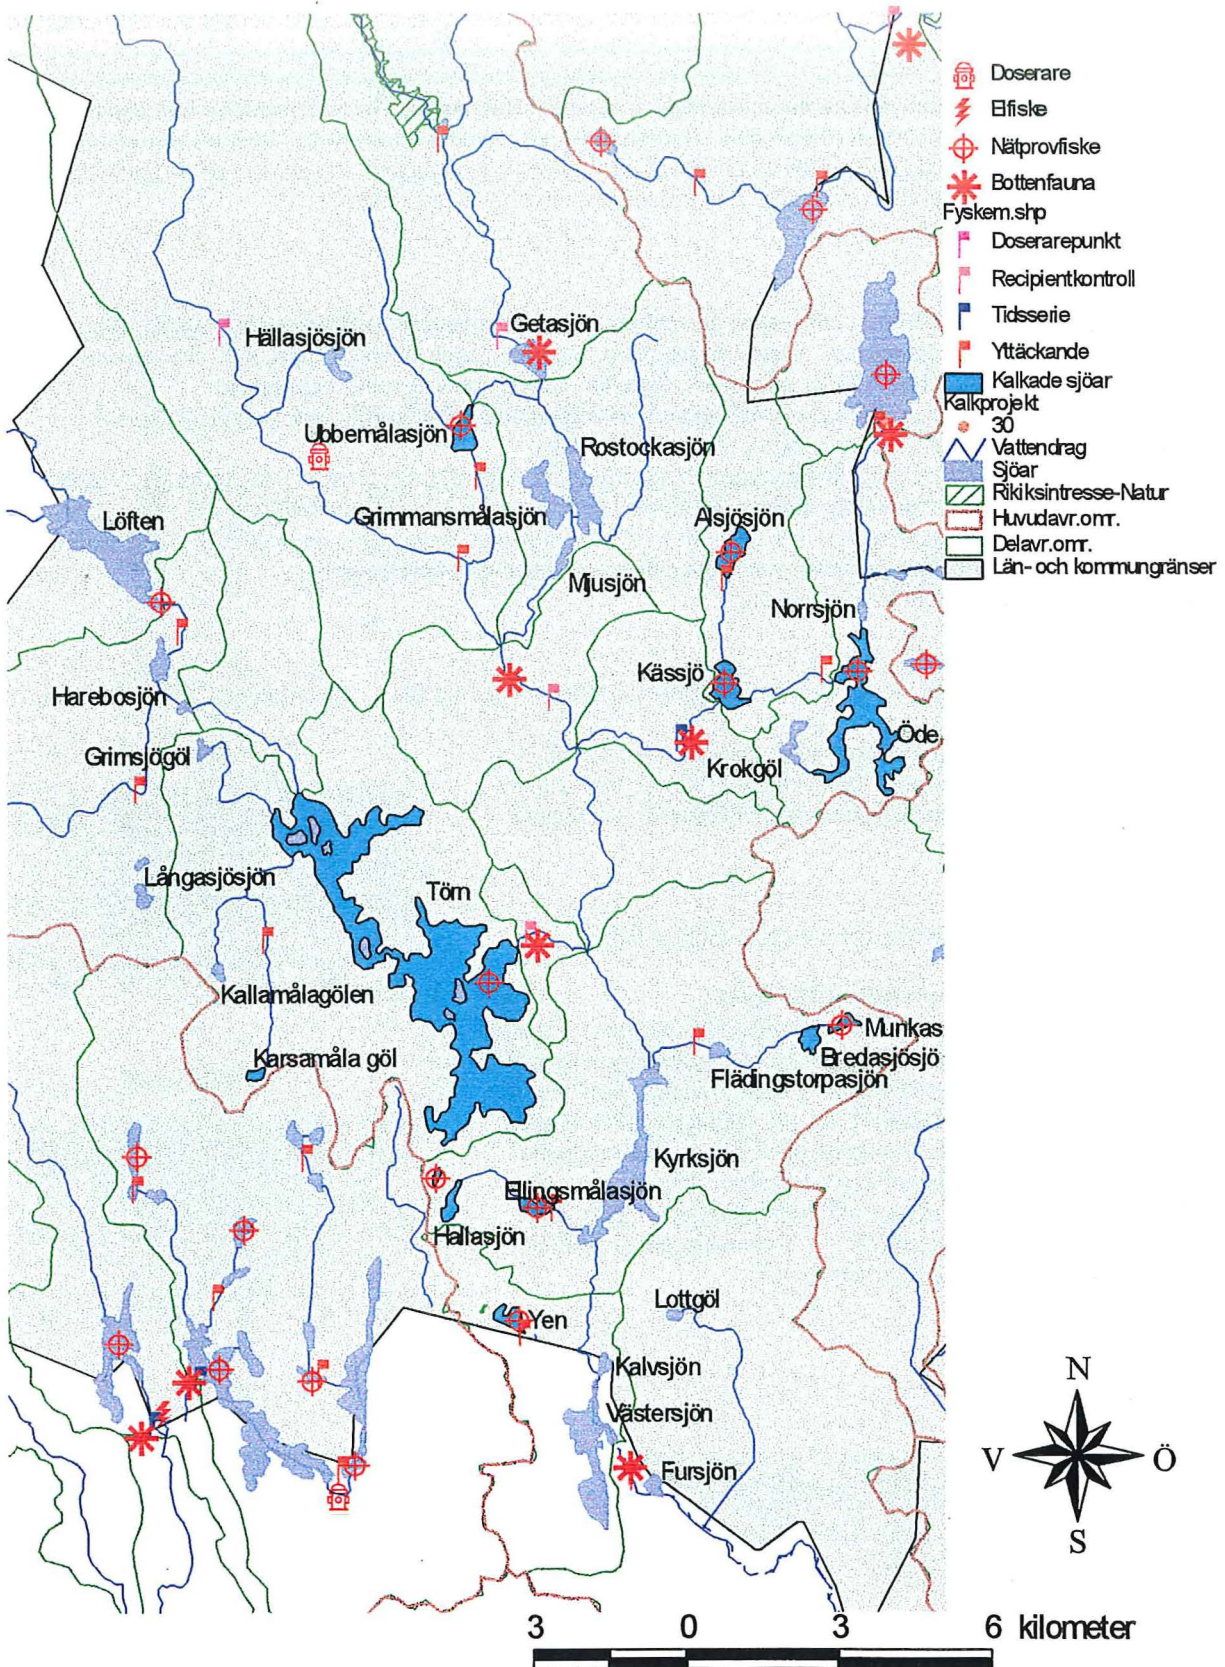 Doserare
Elfiske
Nätprovfiske
Bottenfauna
Fyskem.shp
Doserarepunkt
Recipientkontroll
Tidsserie
Yttäckande
Kalkade sjöar
Kalkprojekt
30
Vattendrag
Sjöar
Rikiksintresse-Natur
Huvudavr.omr.
Delavr.omr.
Län- och kommungränser
Hällasjösjön
Getasjön
Ubbemålasjön
Rostockasjön
Grimmansmålasjön
Löften
Alsjösjön
Mjusjön
Norrsjön
Kässjö
Harebosjön
Öde
Grimsjögöl
Krokgöl
Långasjösjön
Törn
Kallamålagölen
Munkas
Bredasjösjö
Karsamåla göl
Flädingstorpasjön
Kyrksjön
Ellingsmålasjön
Hallasjön
Lottgöl
Yen
Kalvsjön
Västersjön
Fursjön
N
V
Ö
S
3 0 3 6 kilometer